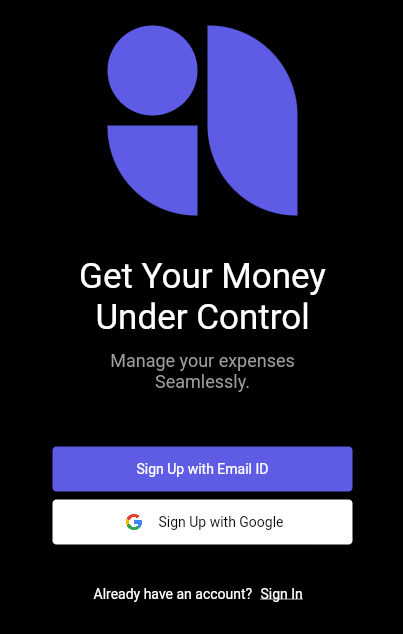 Get Your Money
Under Control
Manage your expenses
Seamlessly.
Sign Up with Email ID
Sign Up with Google
Already have an account? Sign In